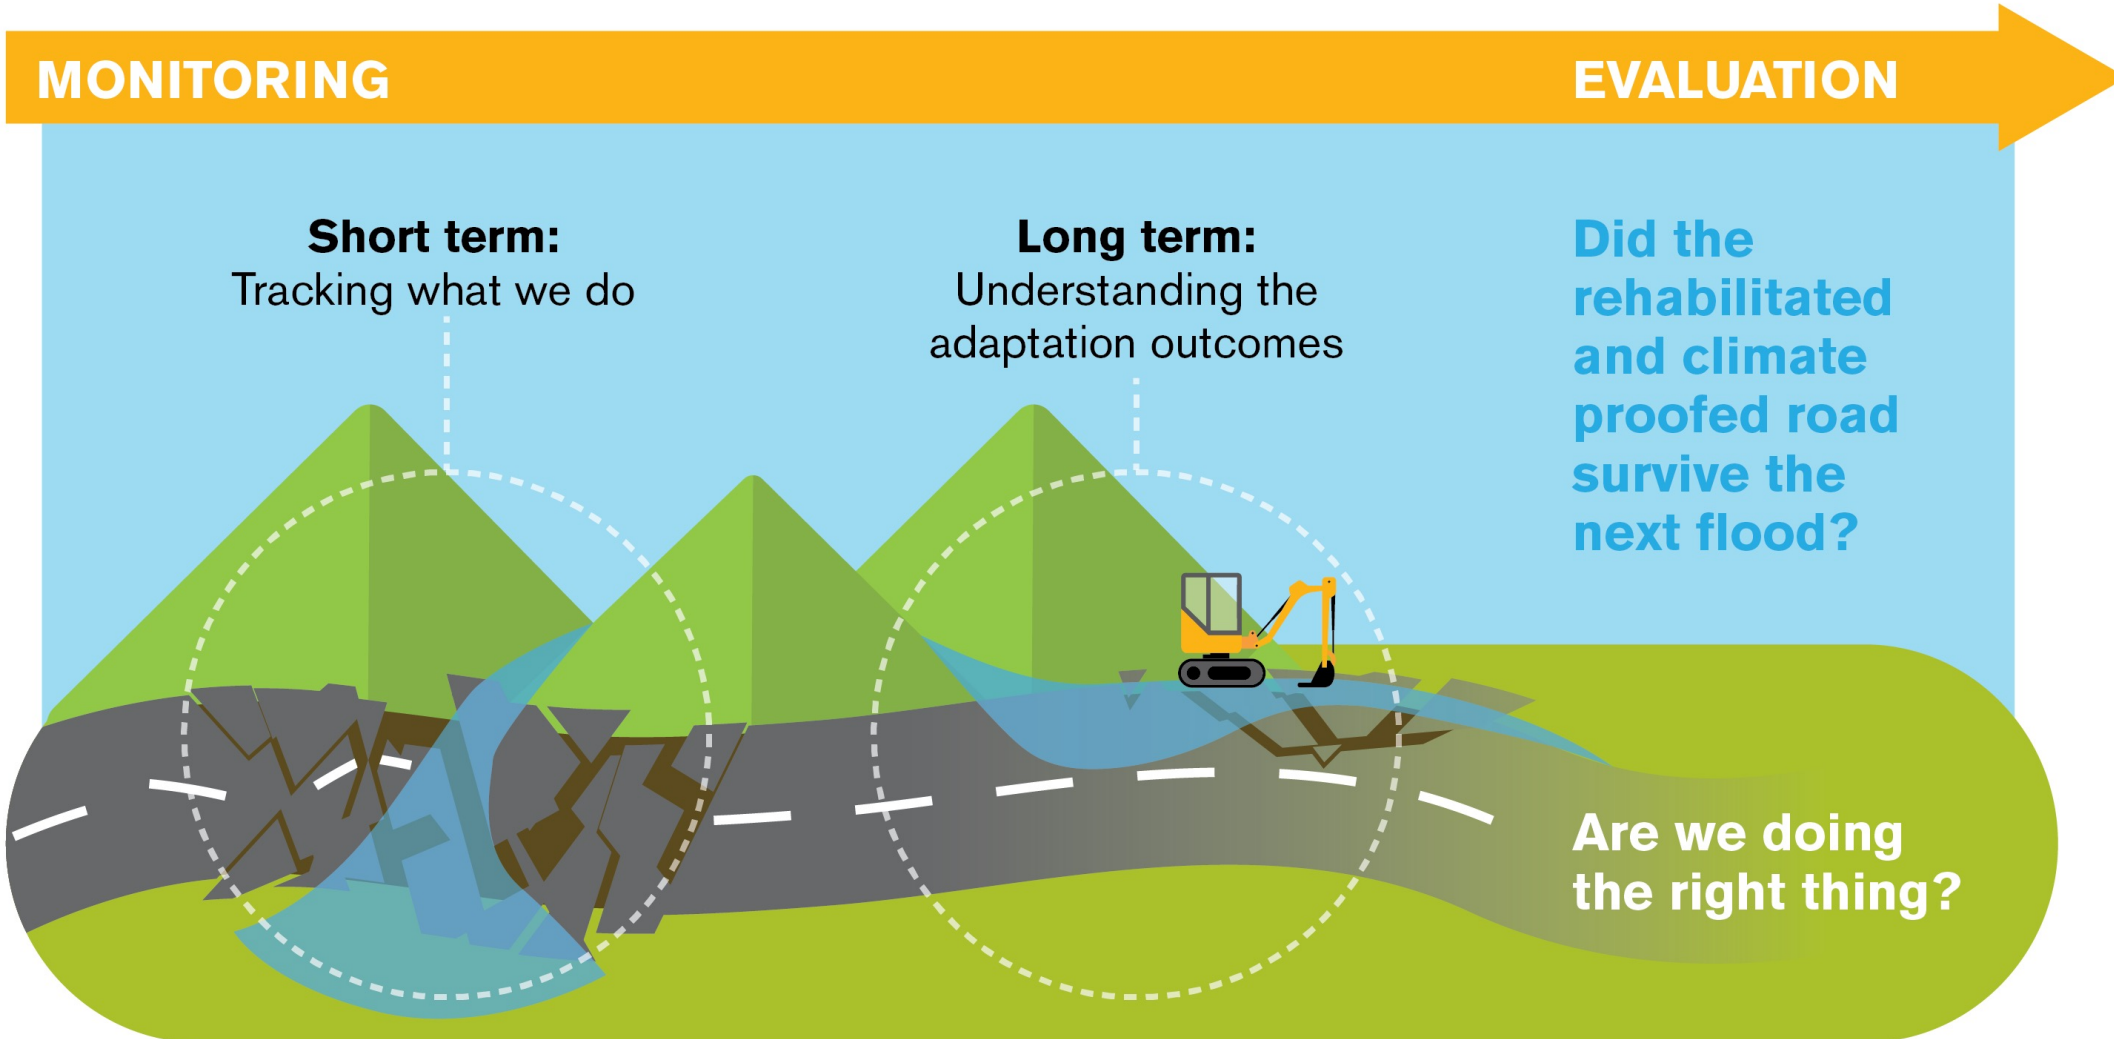 MONITORING
EVALUATION
Short term:
Tracking what we do
Long term:
Understanding the
adaptation outcomes
Did the
rehabilitated
and climate
proofed road
survive the
next flood?
Are we doing
the right thing?